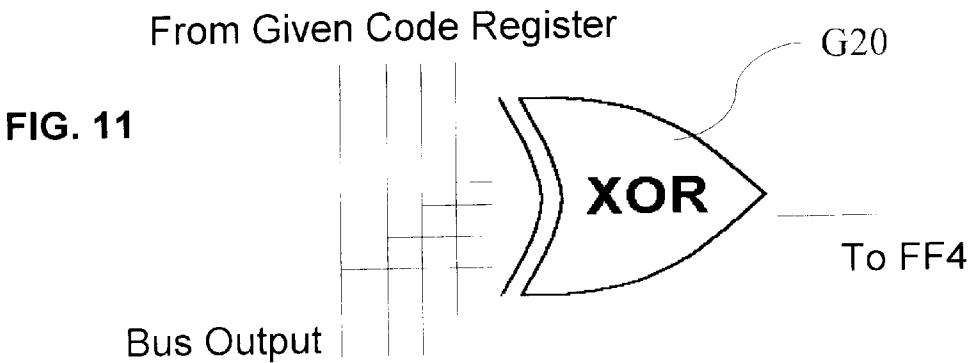 From Given Code Register
G20
FIG. 11
XOR
To FF4
Bus Output